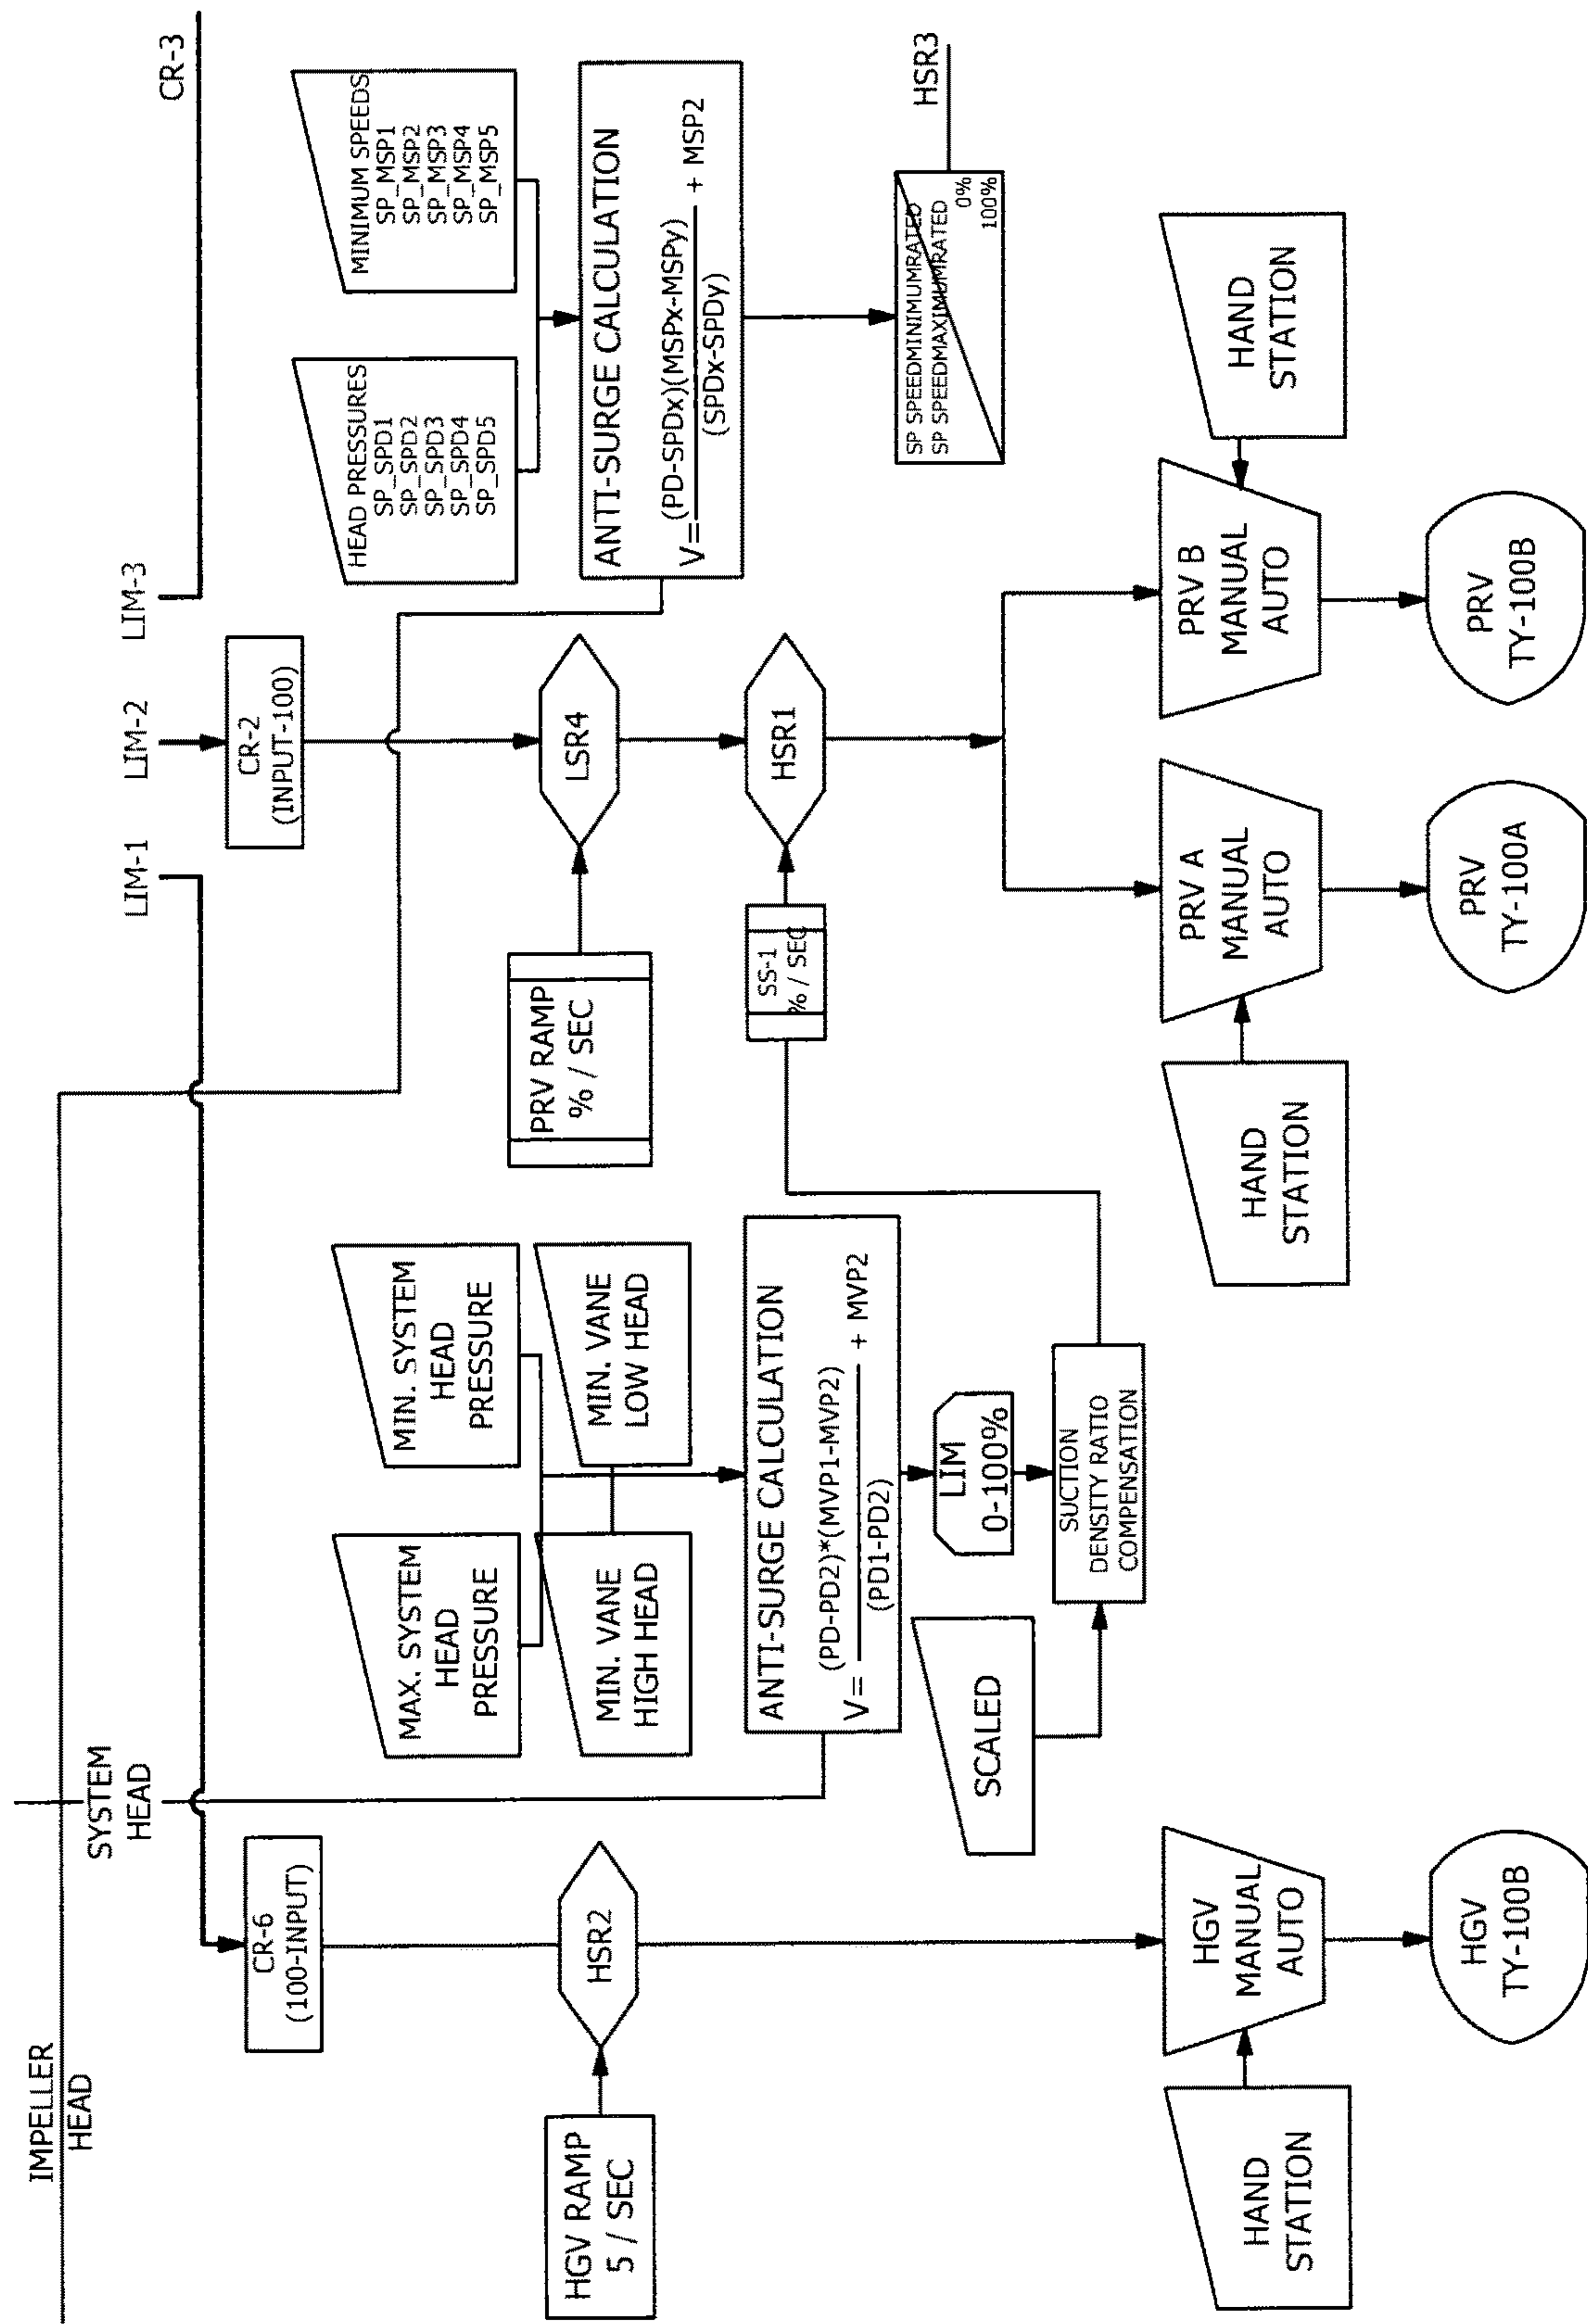 IMPELLER
HEAD
SYSTEM
HEAD
LIM-1
LIM-2
LIM-3
CR-3
CR-6
(100-INPUT)
CR-2
(INPUT-100)
HGV RAMP
5 / SEC
HSR2
MAX. SYSTEM
HEAD
PRESSURE
MIN. SYSTEM
HEAD
PRESSURE
MIN. VANE
HIGH HEAD
MIN. VANE
LOW HEAD
ANTI-SURGE CALCULATION
V= (PD-PD2)*(MVP1-MVP2) + MVP2
(PD1-PD2)
LIM
0-100%
SCALED
SUCTION
DENSITY RATIO
COMPENSATION
PRV RAMP
% / SEC
LSR4
SS-1
% / SEC
HSR1
HEAD PRESSURES
SP_SPD1
SP_SPD2
SP_SPD3
SP_SPD4
SP_SPD5
MINIMUM SPEEDS
SP_MSP1
SP_MSP2
SP_MSP3
SP_MSP4
SP_MSP5
ANTI-SURGE CALCULATION
V= (PD-SPDx)(MSPx-MSPy) + MSP2
(SPDx-SPDy)
SP SPEEDMINIMUMRATED
SP SPEEDMAXIMUMRATED
0%
100%
HSR3
HAND
STATION
HGV
MANUAL
AUTO
HGV
TY-100B
HAND
STATION
PRV A
MANUAL
AUTO
PRV
TY-100A
PRV B
MANUAL
AUTO
HAND
STATION
PRV
TY-100B